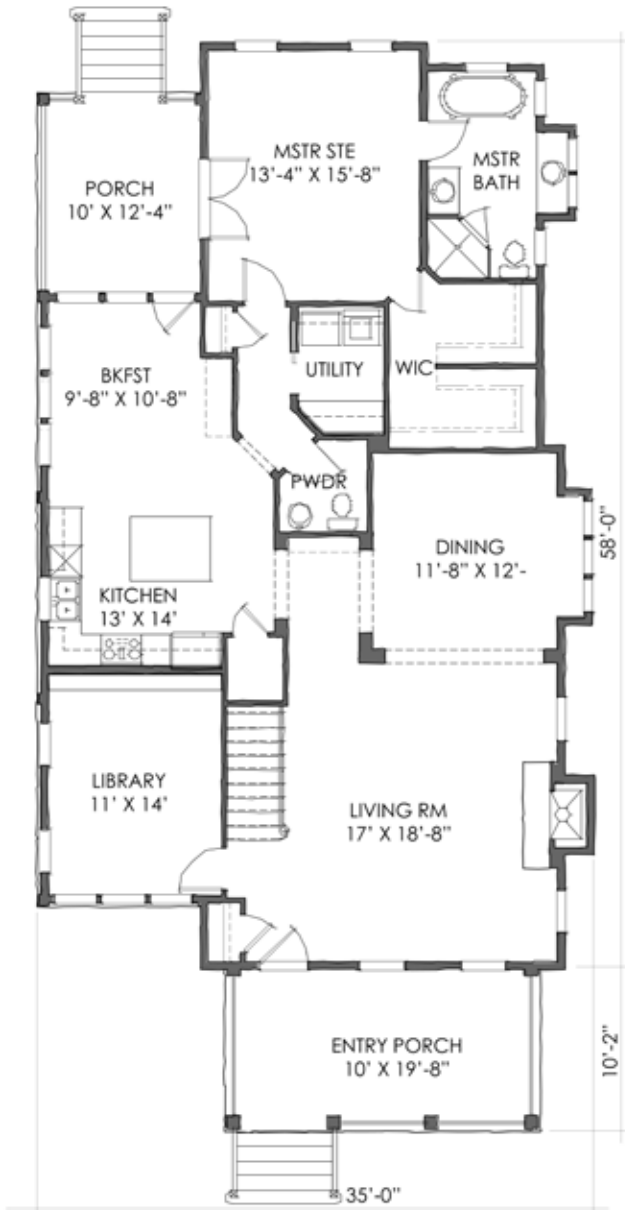 MSTR STE
13'-4" X 15'-8"
MSTR
BATH
PORCH
10' X 12'-4"
BKFST
9'-8" X 10'-8"
UTILITY
WIC
PWDR
DINING
11'-8" X 12'-
58'-0"
KITCHEN
13' X 14'
LIBRARY
11' X 14'
LIVING RM
17' X 18'-8"
ENTRY PORCH
10' X 19'-8"
10'-2"
35'-0"